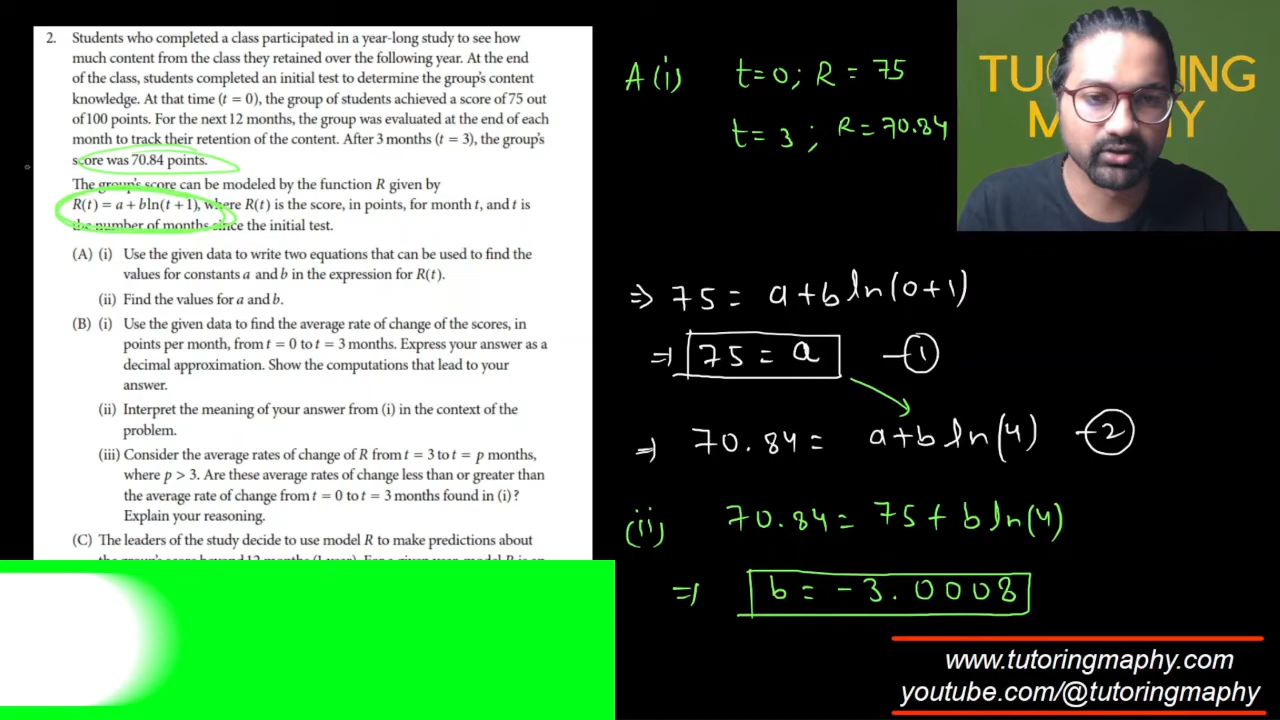 2. Students who completed a class participated in a year-long study to see how
much content from the class they retained over the following year. At the end
of the class, students completed an initial test to determine the group's content
knowledge. At that time (t = 0), the group of students achieved a score of 75 out
of 100 points. For the next 12 months, the group was evaluated at the end of each
month to track their retention of the content. After 3 months (t = 3), the group's
score was 70.84 points.
The group's score can be modeled by the function R given by
R(t) = a + bln(t + 1), where R(t) is the score, in points, for month t, and t is
the number of months since the initial test.
(A) (i) Use the given data to write two equations that can be used to find the
values for constants a and b in the expression for R(t).
(ii) Find the values for a and b.
(B) (i) Use the given data to find the average rate of change of the scores, in
points per month, from t = 0 to t = 3 months. Express your answer as a
decimal approximation. Show the computations that lead to your
answer.
(ii) Interpret the meaning of your answer from (i) in the context of the
problem.
(iii) Consider the average rates of change of R from t = 3 to t = p months,
where p > 3. Are these average rates of change less than or greater than
the average rate of change from t = 0 to t = 3 months found in (i)?
Explain your reasoning.
(C) The leaders of the study decide to use model R to make predictions about
A(i) t=0; R = 75
t=3; R=70.84
⇒ 75 = a+b ln(0+1)
⇒ 75 = a —①
⇒ 70.84 = a+b ln(4) —②
(ii) 70.84 = 75 + b ln(4)
⇒ b = -3.0008
www.tutoringmaphy.com
youtube.com/@tutoringmaphy